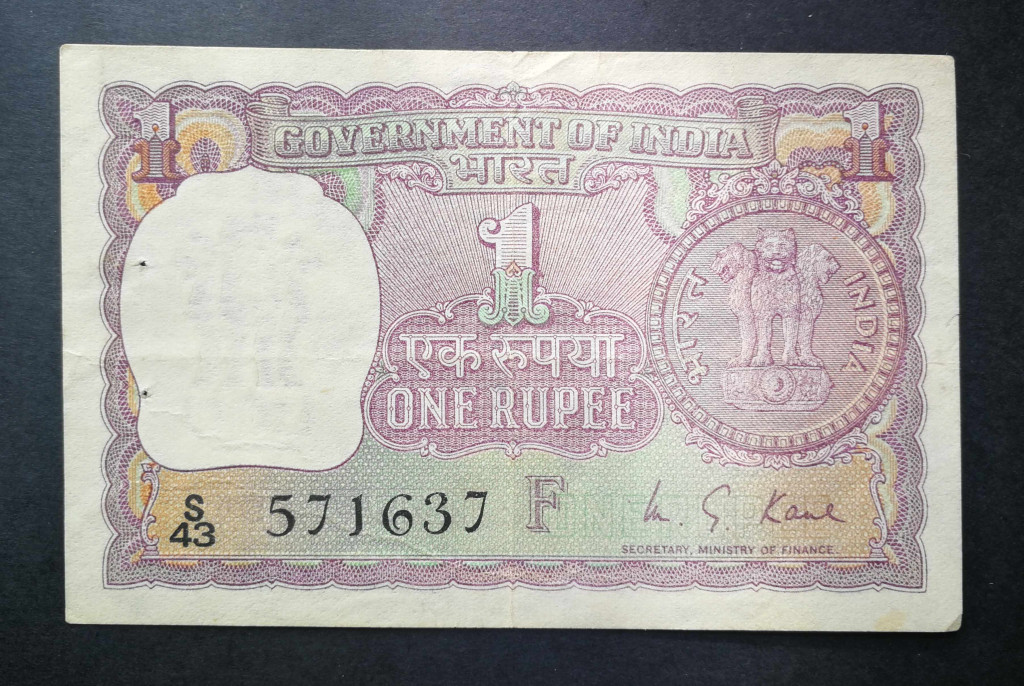 1 GOVERNMENT OF INDIA 1
भारत
1
एक रुपया
ONE RUPEE
भारत INDIA
S
43 571637 F M. G. Kaul
SECRETARY, MINISTRY OF FINANCE.